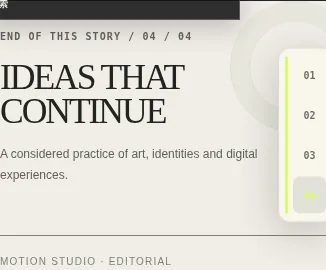 END OF THIS STORY / 04 / 04
IDEAS THAT
CONTINUE
A considered practice of art, identities and digital
experiences.
01
02
03
MOTION STUDIO · EDITORIAL